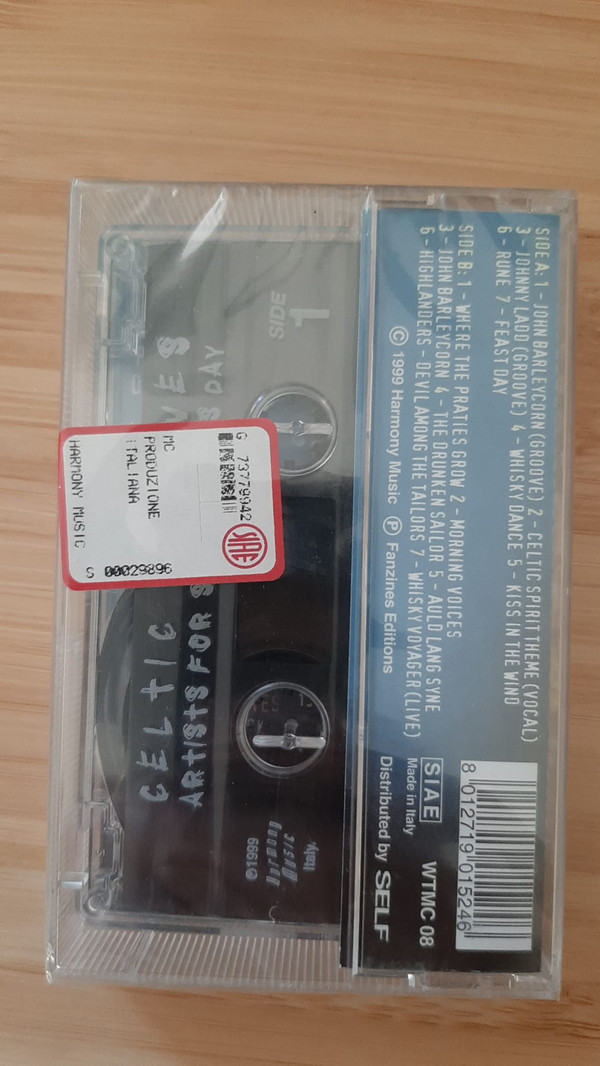 SIDE A: 1 - JOHN BARLEYCORN (GROOVE) 2 - CELTIC SPIRIT THEME (VOCAL)
3 - JOHNNY LADD (GROOVE) 4 - WHISKY DANCE 5 - KISS IN THE WIND
6 - RUNE 7 - FEAST DAY
SIDE B: 1 - WHERE THE PRATIES GROW 2 - MORNING VOICES
3 - JOHN BARLEYCORN 4 - THE DRUNKEN SAILOR 5 - AULD LANG SYNE
6 - HIGHLANDERS - DEVIL AMONG THE TAILORS 7 - WHISKY VOYAGER (LIVE)
© 1999 Harmony Music ℗ Fanzines Editions
8 012719 015246
SIAE WTMC 08
Made in Italy
Distributed by SELF
SIDE
1
G 73779942
SIAE
MC
PRODUZIONE
ITALIANA
HARMONY MUSIC
S 00029896
CELTIC
ARTISTS FOR S
DAY
Harmony
Music
Italy
℗1999